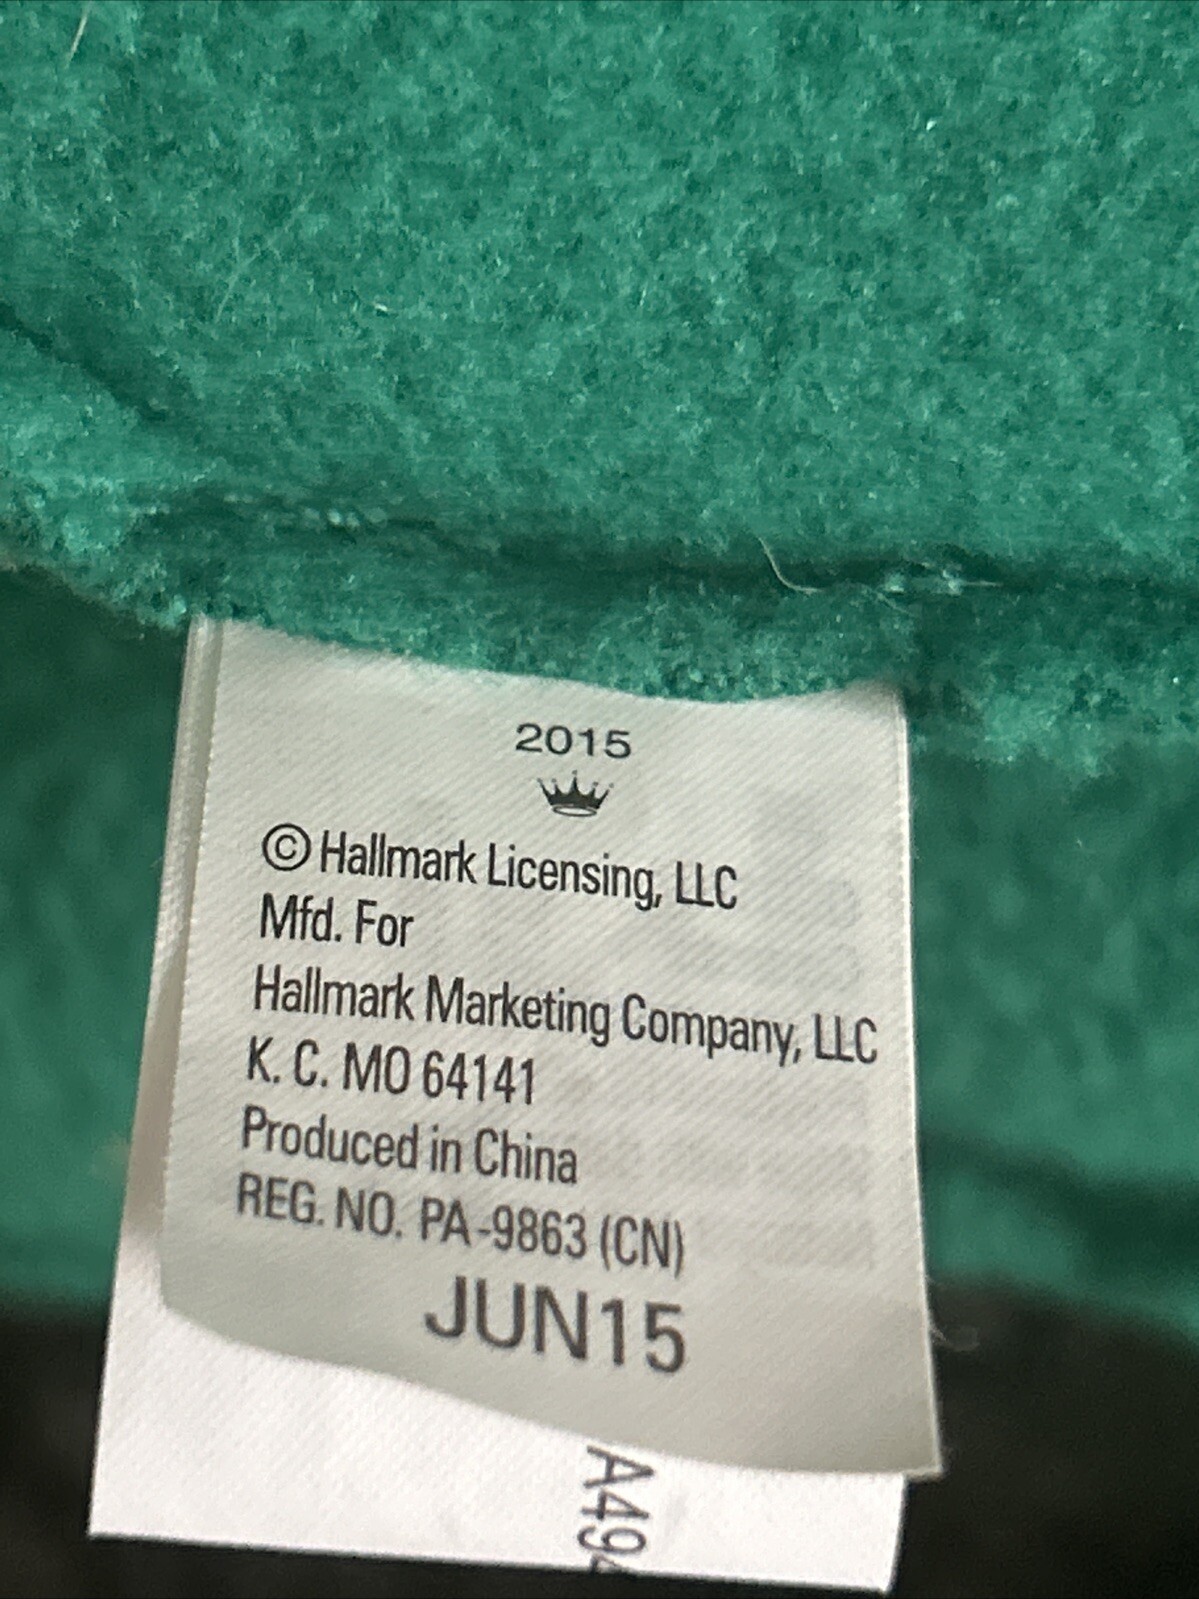 2015
© Hallmark Licensing, LLC
Mfd. For
Hallmark Marketing Company, LLC
K. C. MO 64141
Produced in China
REG. NO. PA-9863 (CN)
JUN15
A49